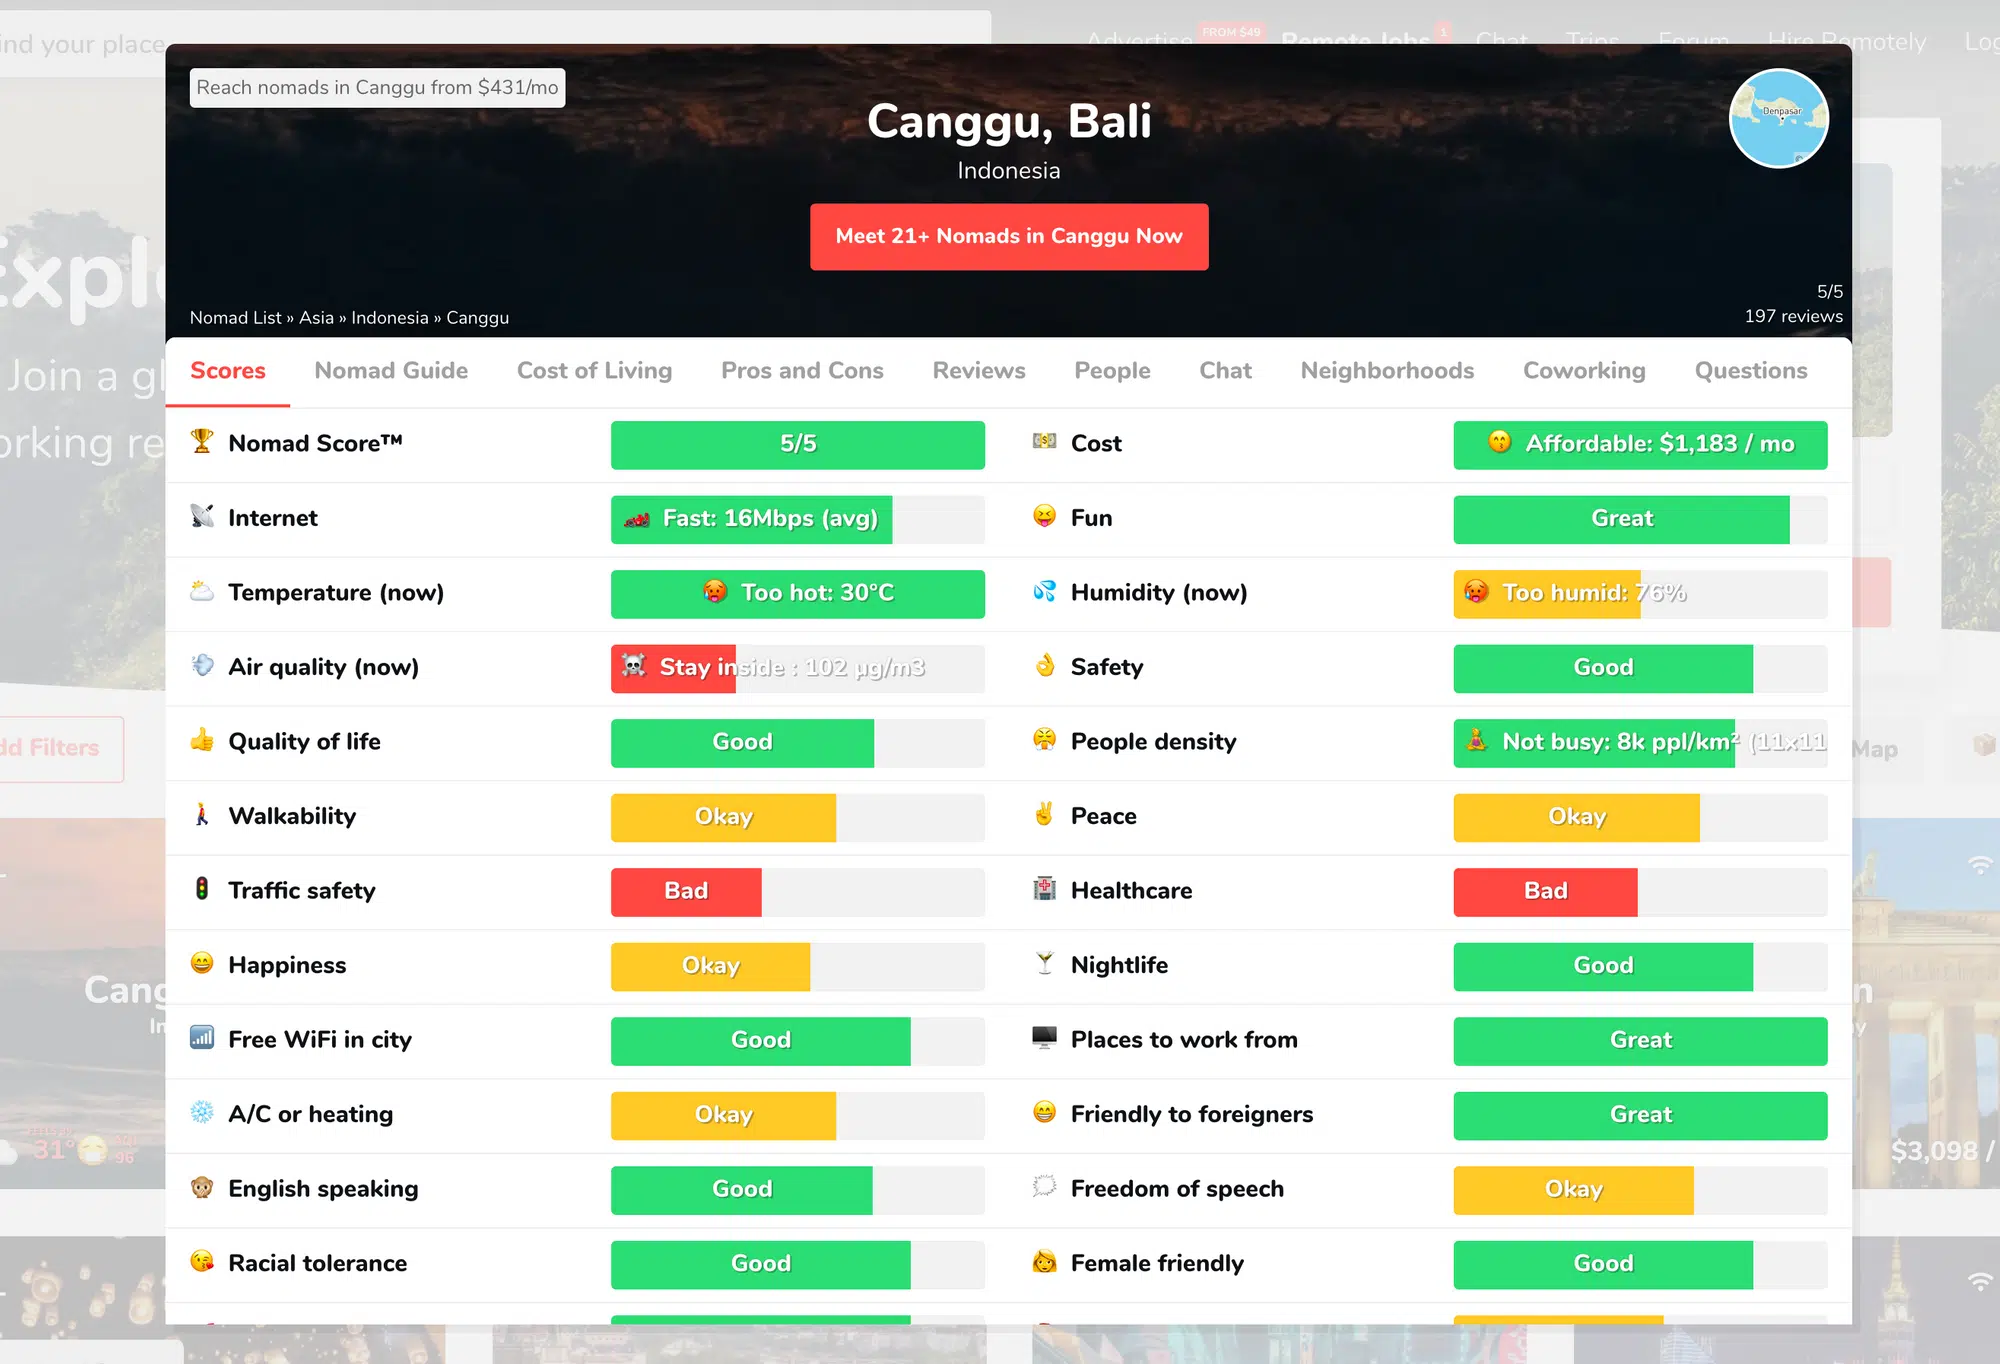 ind your place
Advertise FROM $49 Remote Jobs 1 Chat Trips Forum Hire Remotely Log
Reach nomads in Canggu from $431/mo
Canggu, Bali
Indonesia
Denpasar
Meet 21+ Nomads in Canggu Now
5/5
197 reviews
Nomad List » Asia » Indonesia » Canggu
Explo
Join a gl
orking re
Scores Nomad Guide Cost of Living Pros and Cons Reviews People Chat Neighborhoods Coworking Questions
Nomad Score™ 5/5 Cost Affordable: $1,183 / mo
Internet Fast: 16Mbps (avg) Fun Great
Temperature (now) Too hot: 30°C Humidity (now) Too humid: 76%
Air quality (now) Stay inside : 102 µg/m3 Safety Good
Quality of life Good People density Not busy: 8k ppl/km² (11x11
dd Filters
Map
Walkability Okay Peace Okay
Traffic safety Bad Healthcare Bad
Happiness Okay Nightlife Good
Cang
In
n
y
Free WiFi in city Good Places to work from Great
A/C or heating Okay Friendly to foreigners Great
31°
AQI
96
$3,098 /
English speaking Good Freedom of speech Okay
Racial tolerance Good Female friendly Good